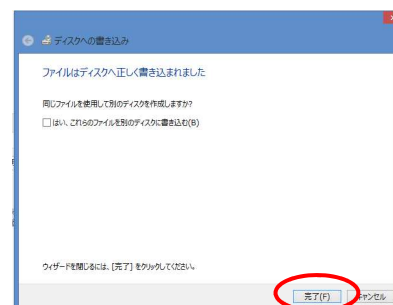 ディスクへの書き込み
ファイルはディスクへ正しく書き込まれました
同じファイルを使用して別のディスクを作成しますか?
はい、これらのファイルを別のディスクに書き込む(B)
ウィザードを閉じるには、[完了] をクリックしてください。
完了(F)
キャンセル